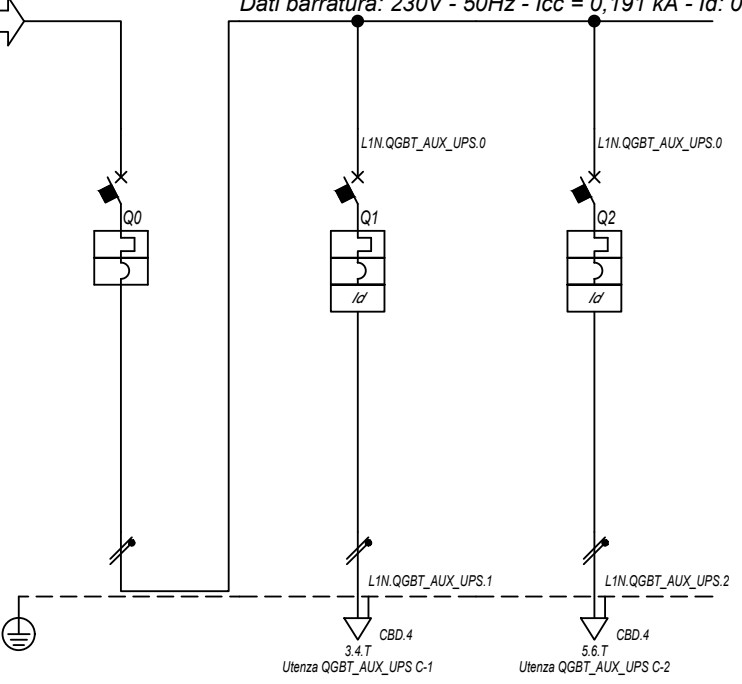 Dati barratura: 230V - 50Hz - Icc = 0,191 kA - Id: 0
L1N.QGBT_AUX_UPS.0
L1N.QGBT_AUX_UPS.0
Q0
Q1
Q2
Id
Id
L1N.QGBT_AUX_UPS.1
L1N.QGBT_AUX_UPS.2
CBD.4
CBD.4
3.4.T
5.6.T
Utenza QGBT_AUX_UPS C-1
Utenza QGBT_AUX_UPS C-2